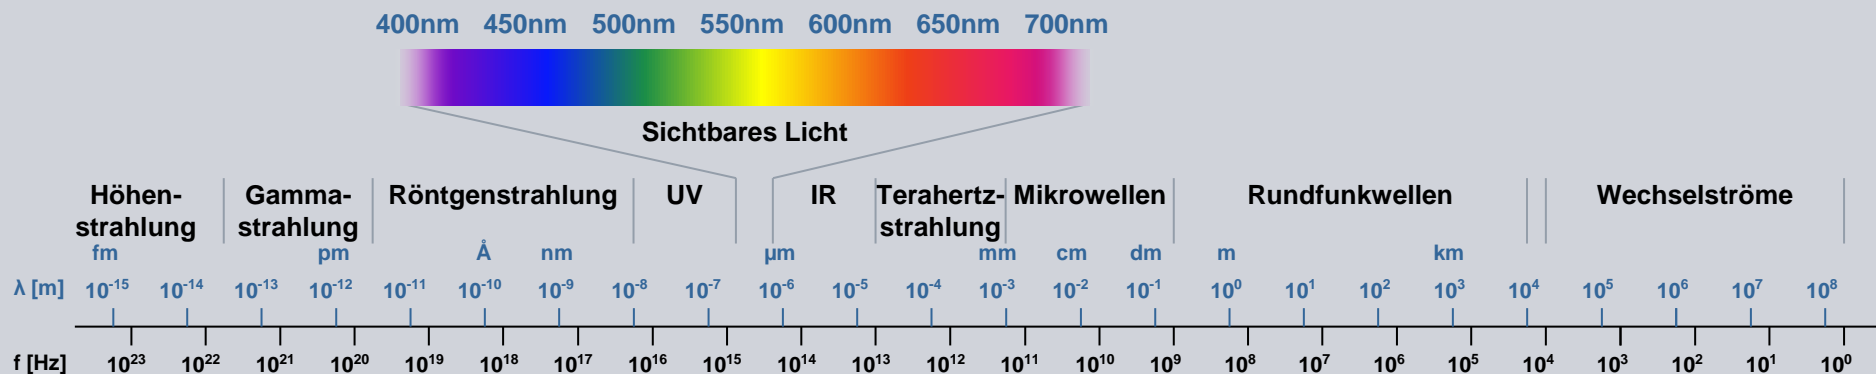 400nm 450nm 500nm 550nm 600nm 650nm 700nm
Sichtbares Licht
Höhen- Gamma- Röntgenstrahlung UV IR Terahertz- Mikrowellen Rundfunkwellen Wechselströme
strahlung strahlung strahlung
fm pm Å nm µm mm cm dm m km
λ [m] 10⁻¹⁵ 10⁻¹⁴ 10⁻¹³ 10⁻¹² 10⁻¹¹ 10⁻¹⁰ 10⁻⁹ 10⁻⁸ 10⁻⁷ 10⁻⁶ 10⁻⁵ 10⁻⁴ 10⁻³ 10⁻² 10⁻¹ 10⁰ 10¹ 10² 10³ 10⁴ 10⁵ 10⁶ 10⁷ 10⁸
f [Hz] 10²³ 10²² 10²¹ 10²⁰ 10¹⁹ 10¹⁸ 10¹⁷ 10¹⁶ 10¹⁵ 10¹⁴ 10¹³ 10¹² 10¹¹ 10¹⁰ 10⁹ 10⁸ 10⁷ 10⁶ 10⁵ 10⁴ 10³ 10² 10¹ 10⁰